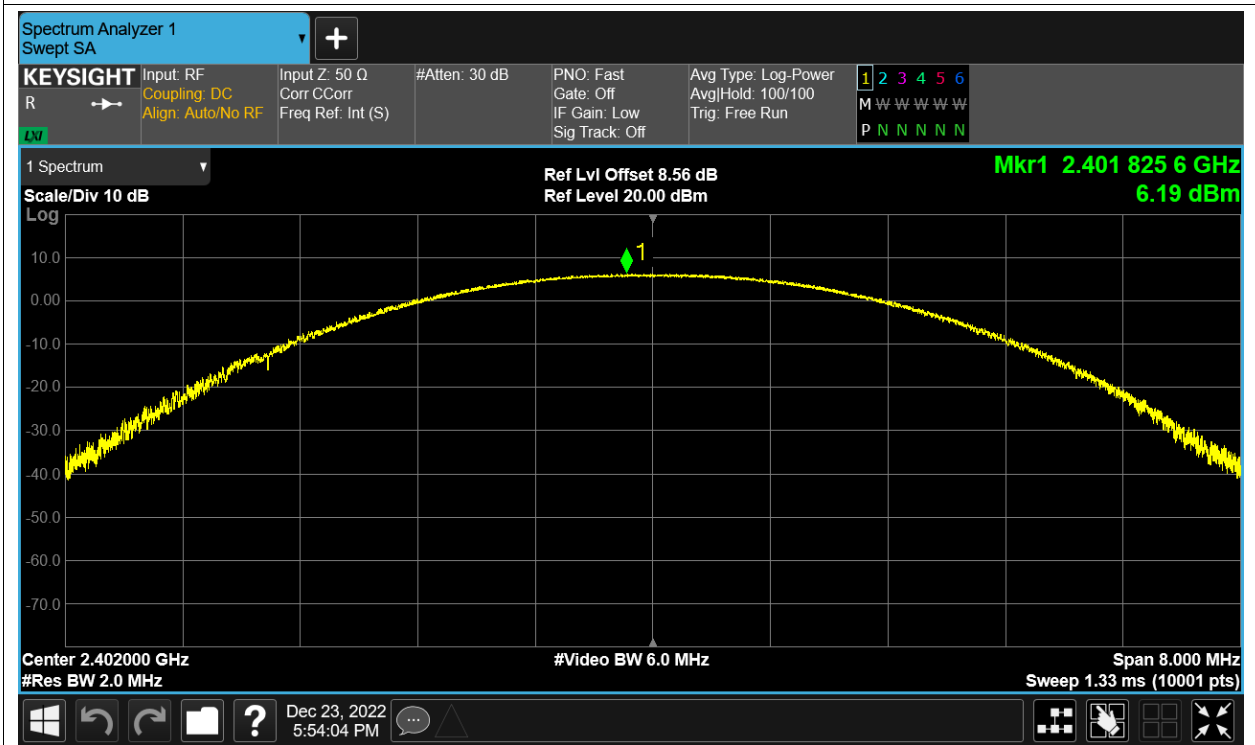 Spectrum Analyzer 1
Swept SA
+
KEYSIGHT Input: RF Input Z: 50 Ω #Atten: 30 dB PNO: Fast Avg Type: Log-Power 1 2 3 4 5 6
R Coupling: DC Corr CCorr Gate: Off Avg|Hold: 100/100 M W W W W W
Align: Auto/No RF Freq Ref: Int (S) IF Gain: Low Trig: Free Run
LXI Sig Track: Off P N N N N N
1 Spectrum Ref Lvl Offset 8.56 dB Mkr1 2.401 825 6 GHz
Scale/Div 10 dB Ref Level 20.00 dBm 6.19 dBm
Log
1
10.0
0.00
-10.0
-20.0
-30.0
-40.0
-50.0
-60.0
-70.0
Center 2.402000 GHz #Video BW 6.0 MHz Span 8.000 MHz
#Res BW 2.0 MHz Sweep 1.33 ms (10001 pts)
? Dec 23, 2022
5:54:04 PM